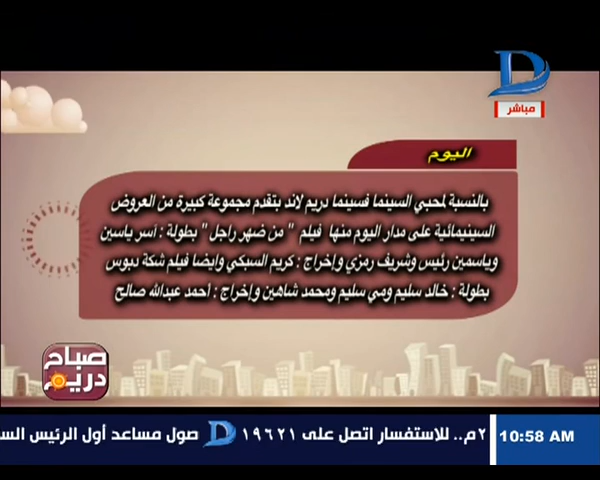 مباشر
اليوم
بالنسبة لمحبي السينما فسينما دريم لاند بتقدم مجموعة كبيرة من العروض
السينمائية على مدار اليوم منها فيلم " من ضهر راجل " بطولة : آسر ياسين
وياسمين رئيس وشريف رمزي وإخراج : كريم السبكي وايضا فيلم شكة دبوس
بطولة : خالد سليم ومي سليم ومحمد شاهين وإخراج : أحمد عبدالله صالح
صباح
دريم
10:58 AM
٢م.. للاستفسار اتصل على ١٩٦٢١ صول مساعد أول الرئيس الس